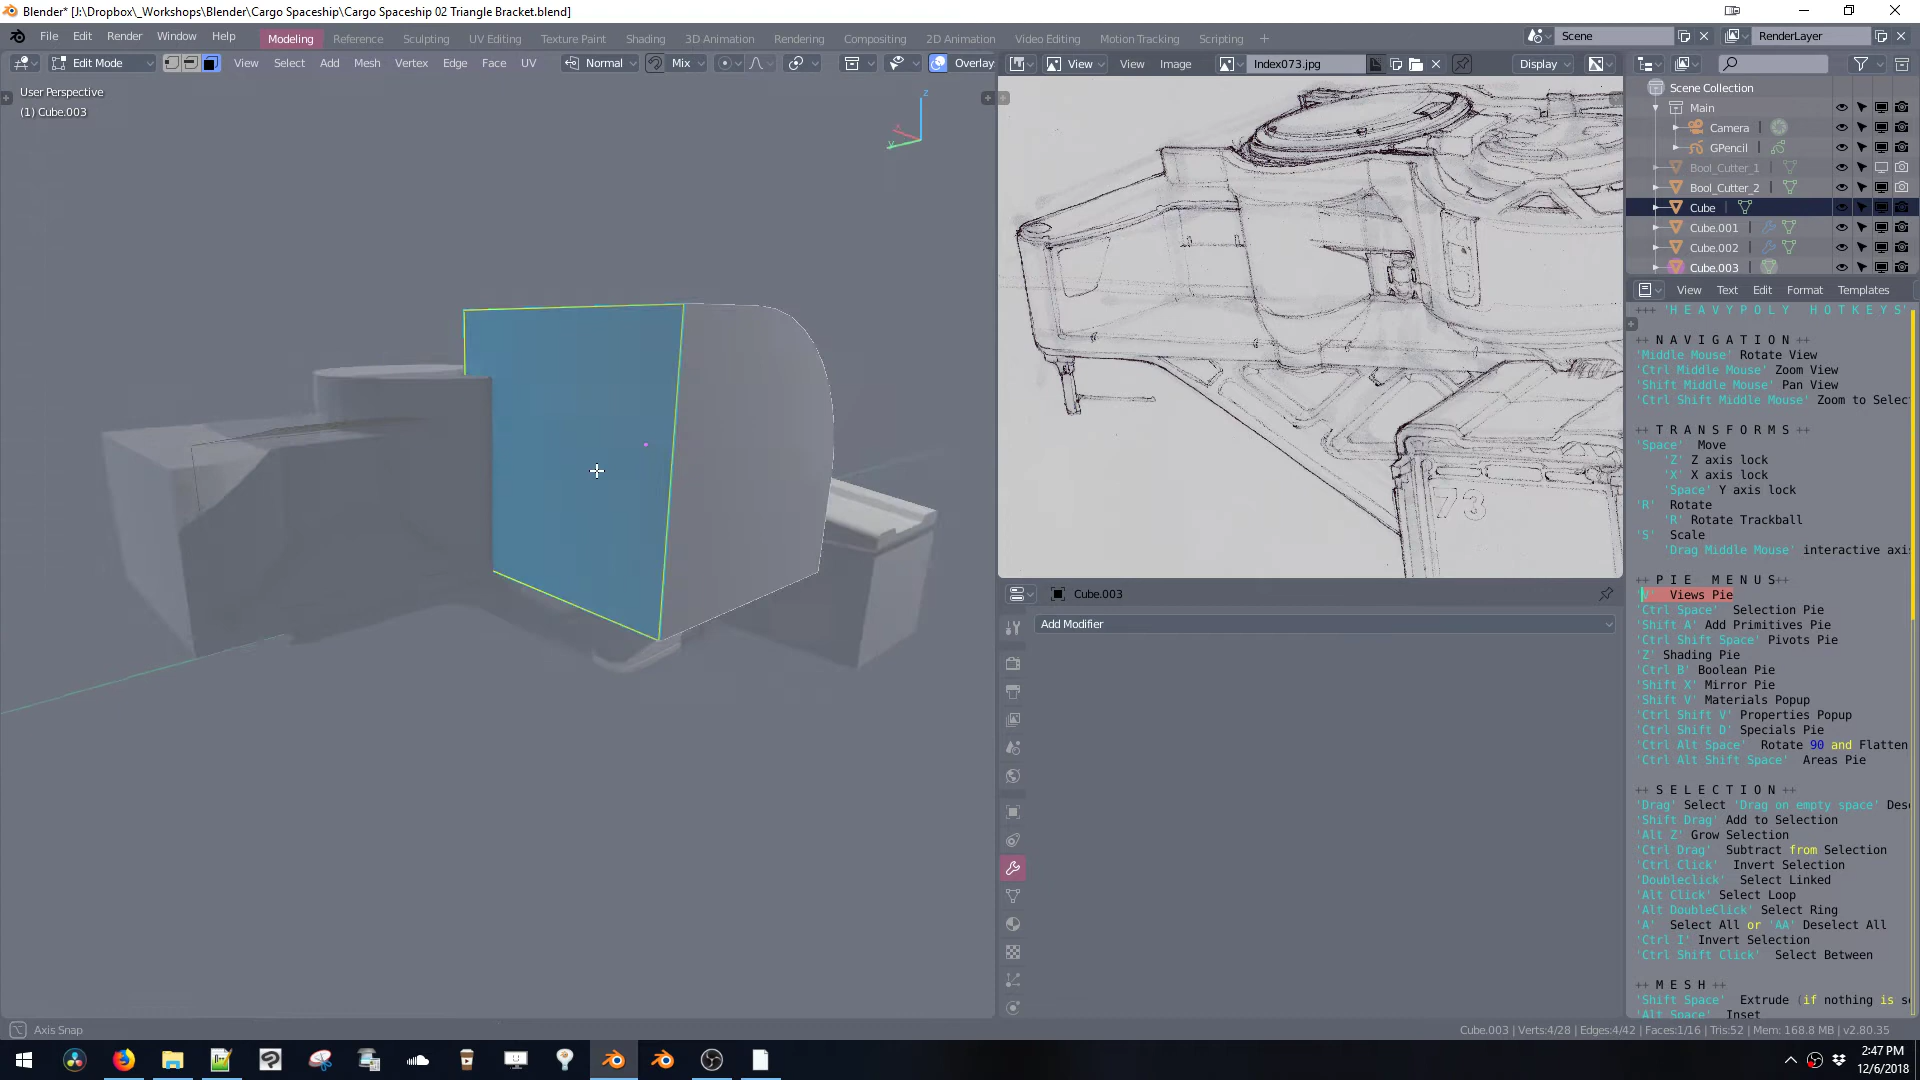 Blender* [J:\Dropbox\_Workshops\Blender\Cargo Spaceship\Cargo Spaceship 02 Triangle Bracket.blend]
File Edit Render Window Help
Modeling Reference Sculpting UV Editing Texture Paint Shading 3D Animation Rendering Compositing 2D Animation Video Editing Motion Tracking Scripting
Scene
RenderLayer
Edit Mode
View Select Add Mesh Vertex Edge Face UV
Normal
Mix
Overlay
View
View Image
Index073.jpg
Display
User Perspective
(1) Cube.003
z
Scene Collection
Main
Camera
GPencil
Bool_Cutter_1
Bool_Cutter_2
Cube
Cube.001
Cube.002
Cube.003
View Text Edit Format Templates
+++ 'H E A V Y P O L Y   H O T K E Y S'
++ N A V I G A T I O N ++
'Middle Mouse' Rotate View
'Ctrl Middle Mouse' Zoom View
'Shift Middle Mouse' Pan View
'Ctrl Shift Middle Mouse' Zoom to Selec
++ T R A N S F O R M S ++
'Space' Move
'Z' Z axis lock
'X' X axis lock
'Space' Y axis lock
'R' Rotate
'R' Rotate Trackball
'S' Scale
'Drag Middle Mouse' interactive axi
++ P I E   M E N U S++
'V' Views Pie
'Ctrl Space' Selection Pie
'Shift A' Add Primitives Pie
'Ctrl Shift Space' Pivots Pie
'Z' Shading Pie
'Ctrl B' Boolean Pie
'Shift X' Mirror Pie
'Shift V' Materials Popup
'Ctrl Shift V' Properties Popup
'Ctrl Shift D' Specials Pie
'Ctrl Alt Space' Rotate 90 and Flatten
'Ctrl Alt Shift Space' Areas Pie
++ S E L E C T I O N ++
'Drag' Select 'Drag on empty space' Des
'Shift Drag' Add to Selection
'Alt Z' Grow Selection
'Ctrl Drag' Subtract from Selection
'Ctrl Click' Invert Selection
'Doubleclick' Select Linked
'Alt Click' Select Loop
'Alt DoubleClick' Select Ring
'A' Select All or 'AA' Deselect All
'Ctrl I' Invert Selection
'Ctrl Shift Click' Select Between
++ M E S H ++
'Shift Space' Extrude (if nothing is s
'Alt Space' Inset
73
Cube.003
Add Modifier
Axis Snap
Cube.003 | Verts:4/28 | Edges:4/42 | Faces:1/16 | Tris:52 | Mem: 168.8 MB | v2.80.35
2:47 PM
12/6/2018